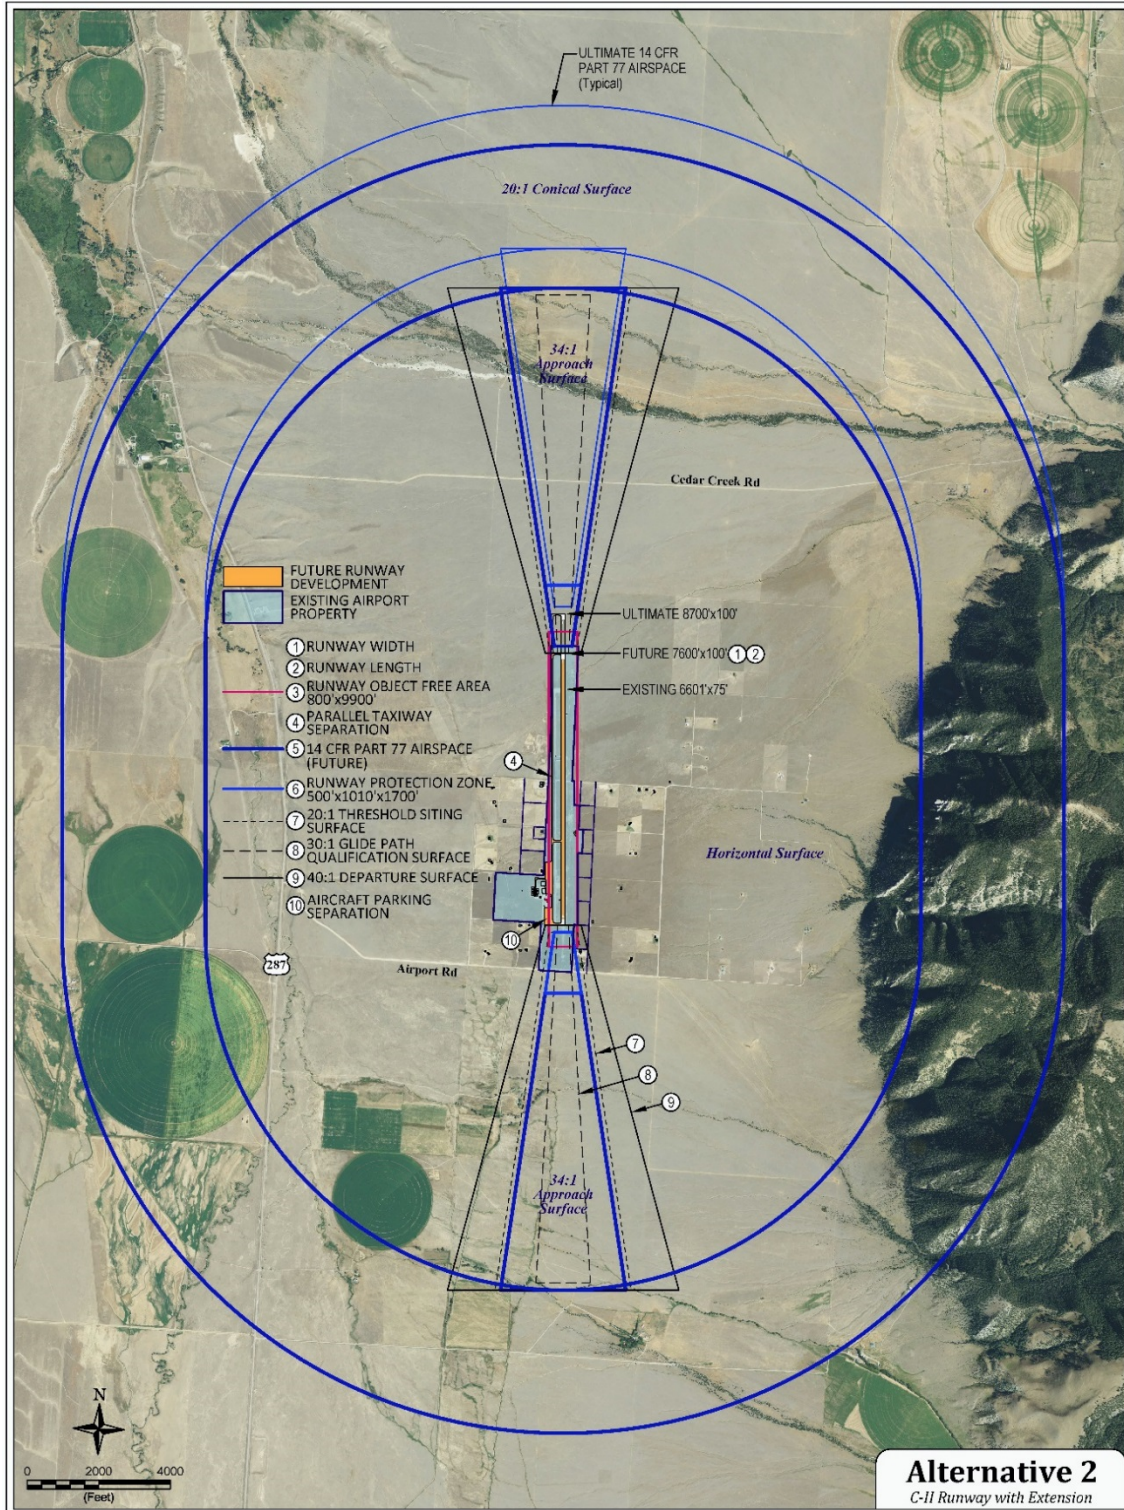 ULTIMATE 14 CFR
PART 77 AIRSPACE
(Typical)
20:1 Conical Surface
34:1
Approach
Surface
Cedar Creek Rd
FUTURE RUNWAY
DEVELOPMENT
EXISTING AIRPORT
PROPERTY
ULTIMATE 8700'x100'
FUTURE 7600'x100' 1 2
EXISTING 6601'x75'
1 RUNWAY WIDTH
2 RUNWAY LENGTH
3 RUNWAY OBJECT FREE AREA
800'x9900'
4 PARALLEL TAXIWAY
SEPARATION
5 14 CFR PART 77 AIRSPACE
(FUTURE)
6 RUNWAY PROTECTION ZONE
500'x1010'x1700'
7 20:1 THRESHOLD SITING
SURFACE
8 30:1 GLIDE PATH
QUALIFICATION SURFACE
9 40:1 DEPARTURE SURFACE
10 AIRCRAFT PARKING
SEPARATION
4
Horizontal Surface
10
287
Airport Rd
7
8
9
34:1
Approach
Surface
N
0 2000 4000
(Feet)
Alternative 2
C-II Runway with Extension